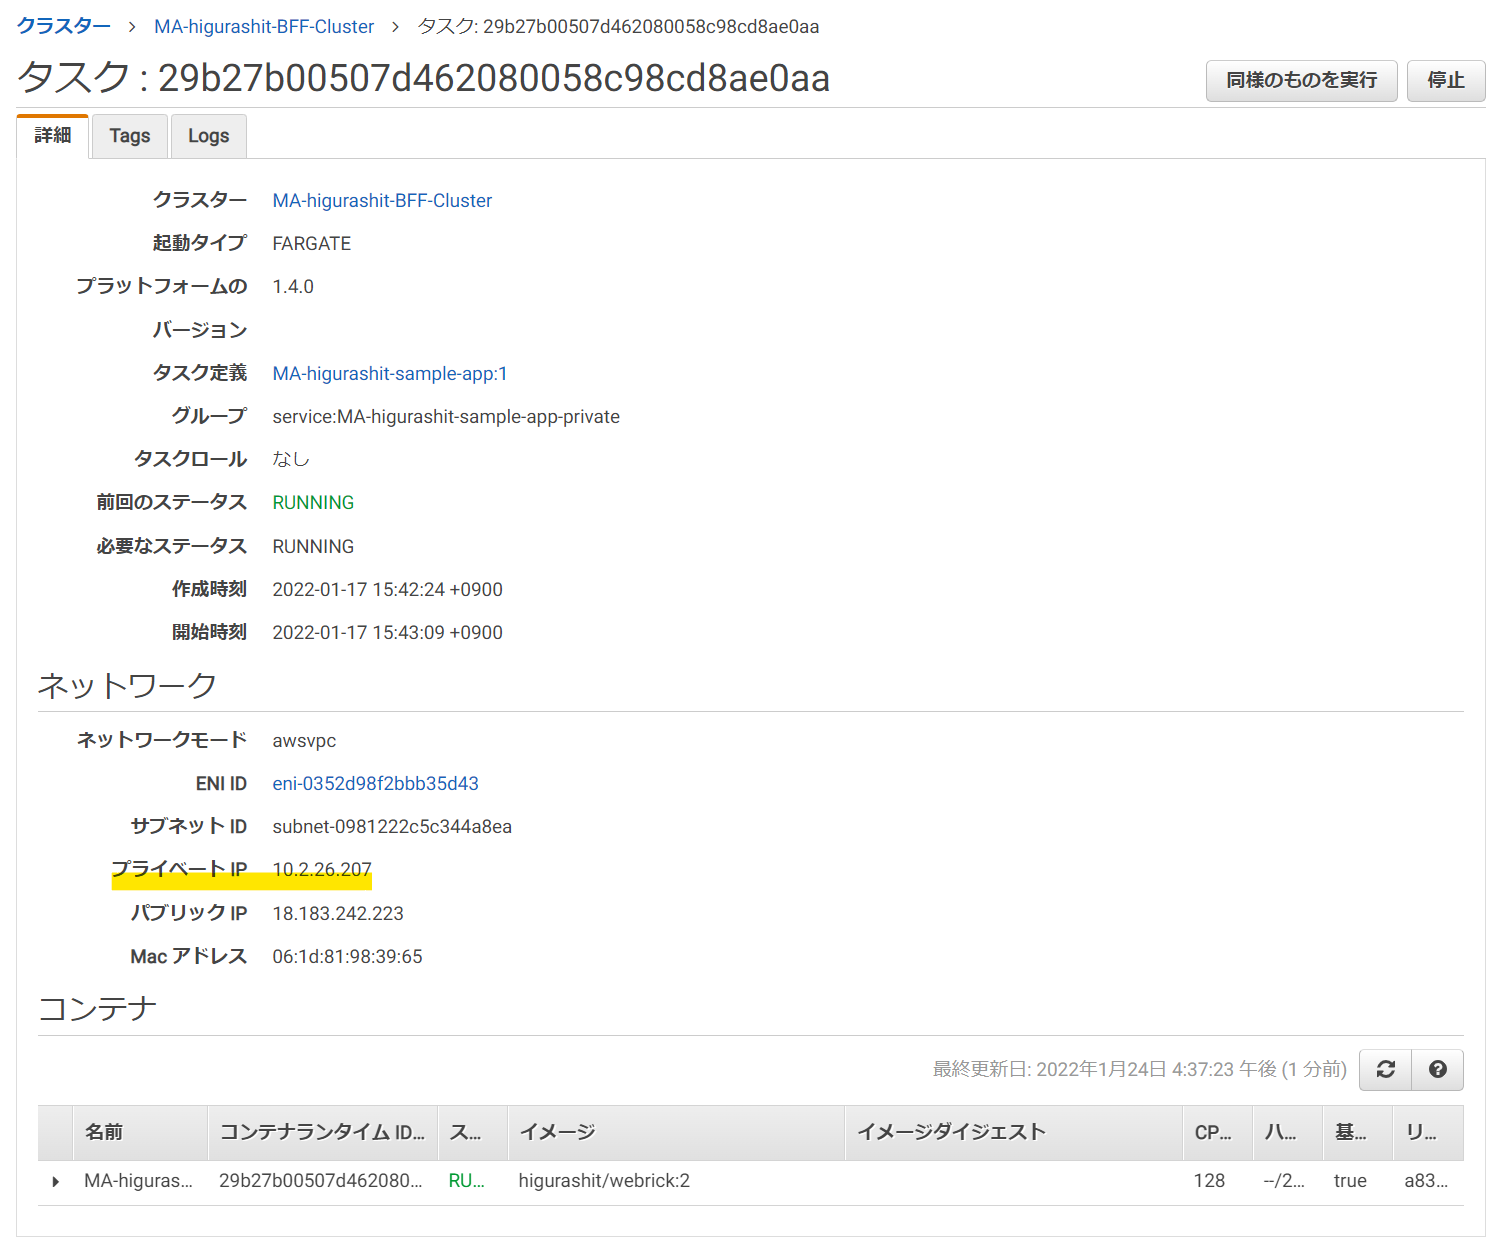 クラスター > MA-higurashit-BFF-Cluster > タスク: 29b27b00507d462080058c98cd8ae0aa
タスク : 29b27b00507d462080058c98cd8ae0aa
同様のものを実行 停止
詳細 Tags Logs
クラスター MA-higurashit-BFF-Cluster
起動タイプ FARGATE
プラットフォームの 1.4.0
バージョン
タスク定義 MA-higurashit-sample-app:1
グループ service:MA-higurashit-sample-app-private
タスクロール なし
前回のステータス RUNNING
必要なステータス RUNNING
作成時刻 2022-01-17 15:42:24 +0900
開始時刻 2022-01-17 15:43:09 +0900
ネットワーク
ネットワークモード awsvpc
ENI ID eni-0352d98f2bbb35d43
サブネット ID subnet-0981222c5c344a8ea
プライベート IP 10.2.26.207
パブリック IP 18.183.242.223
Mac アドレス 06:1d:81:98:39:65
コンテナ
最終更新日: 2022年1月24日 4:37:23 午後 (1 分前)
名前 コンテナランタイム ID... ス... イメージ イメージダイジェスト CP... ハ... 基... リ...
MA-higuras... 29b27b00507d462080... RU... higurashit/webrick:2 128 --/2... true a83...